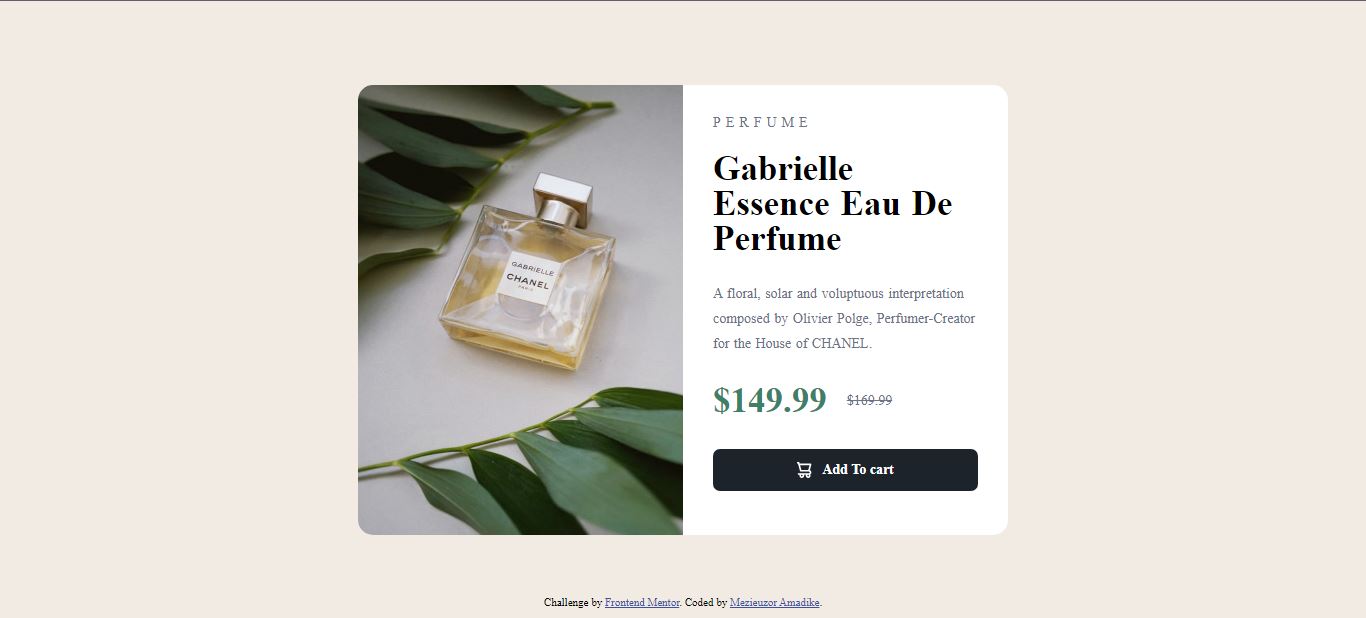 GABRIELLE
CHANEL
PARIS
PERFUME
Gabrielle
Essence Eau De
Perfume
A floral, solar and voluptuous interpretation
composed by Olivier Polge, Perfumer-Creator
for the House of CHANEL.
$149.99 $169.99
Add To cart
Challenge by Frontend Mentor. Coded by Mezieuzor Amadike.